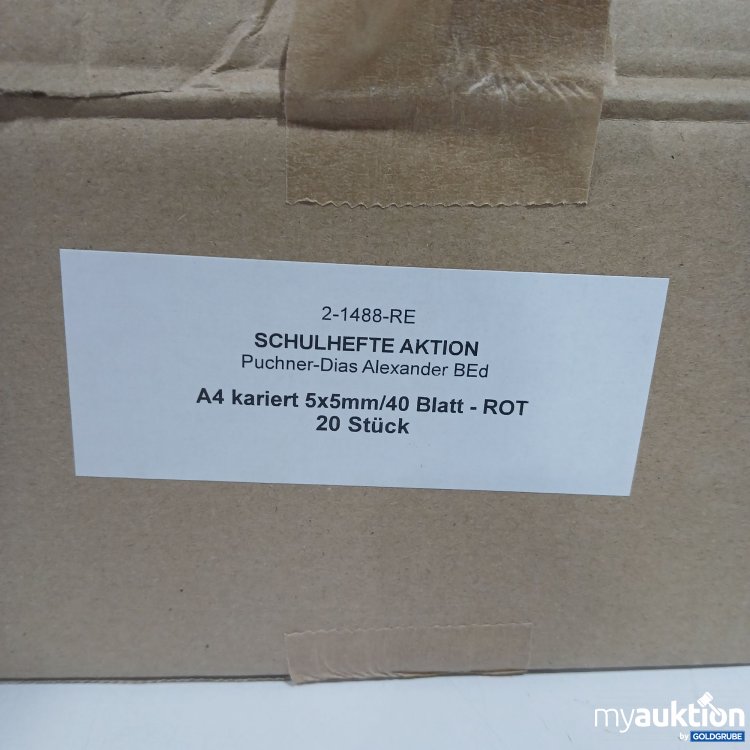 2-1488-RE
SCHULHEFTE AKTION
Puchner-Dias Alexander BEd
A4 kariert 5x5mm/40 Blatt - ROT
20 Stück
myauktion
by GOLDGRUBE